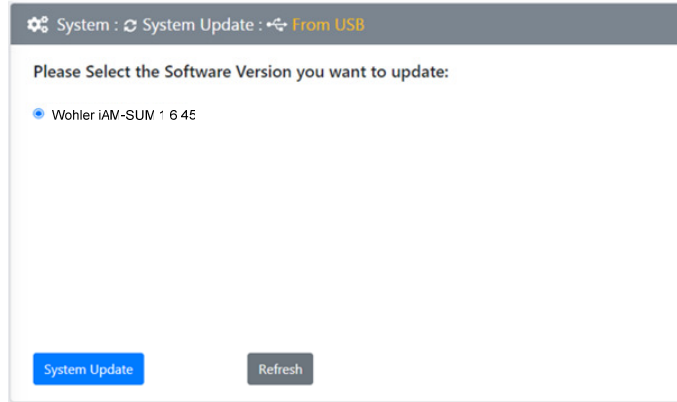 System : System Update : From USB
Please Select the Software Version you want to update:
Wohler iAM-SUM 1 6 45
System Update
Refresh